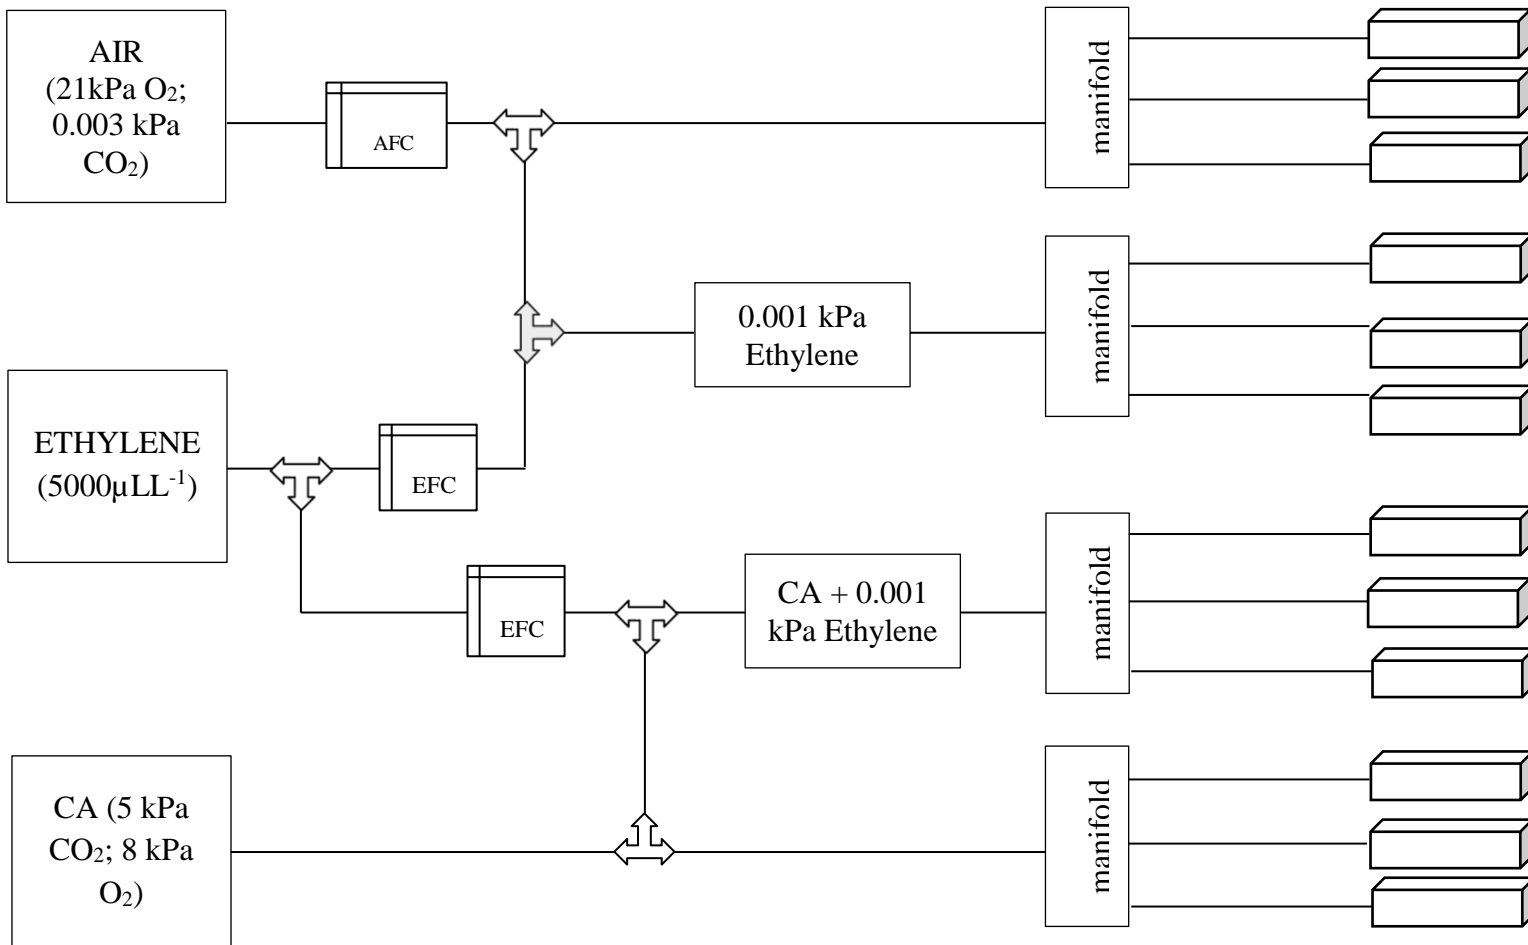 AIR
(21kPa O₂;
0.003 kPa
CO₂)
AFC
manifold
0.001 kPa
Ethylene
manifold
ETHYLENE
(5000µLL⁻¹)
EFC
EFC
CA + 0.001
kPa Ethylene
manifold
CA (5 kPa
CO₂; 8 kPa
O₂)
manifold